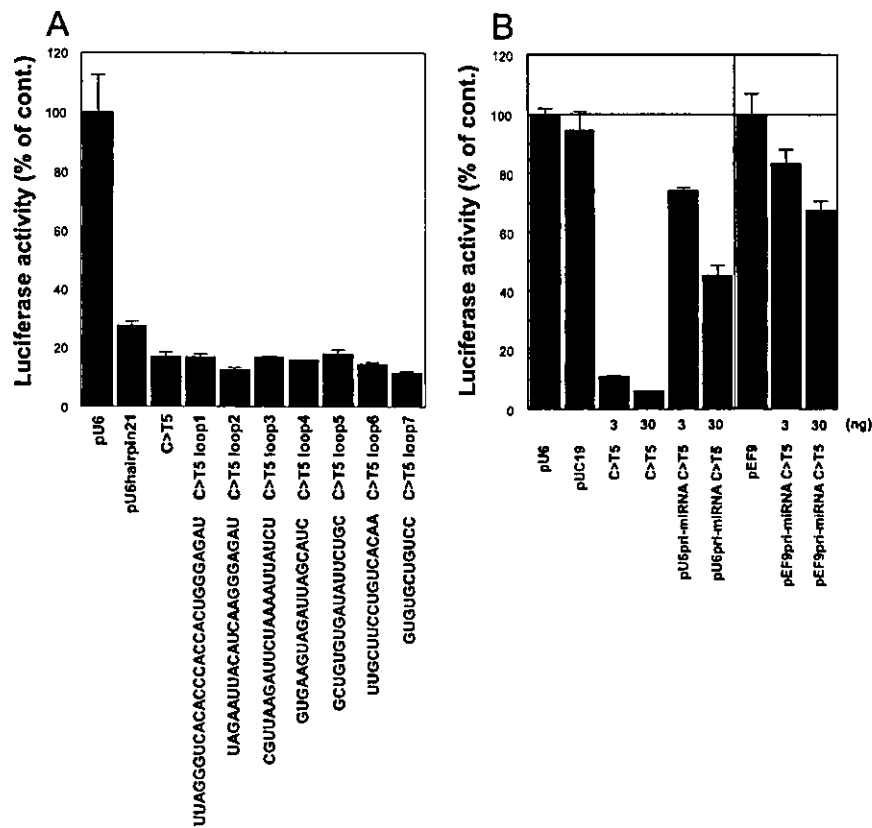 A
Luciferase activity (% of cont.)
120
100
80
60
40
20
0
pU6
pU6hairpin21
C>T5
C>T5 loop1
C>T5 loop2
C>T5 loop3
C>T5 loop4
C>T5 loop5
C>T5 loop6
C>T5 loop7
UUAGGGUCACACCCACCACUGGGAGAU
UAGAAUUACAUCAAGGGAGAU
CGUUAAGAUUCUAAAAUUAUCU
GUGAAGUAGAUUAGCAUC
GCUGUGUGAUAUUCUGC
UUGCUUCCUGUCACAA
GUGUGCUGUCC
B
Luciferase activity (% of cont.)
120
100
80
60
40
20
0
3
30
3
30
3
30
(ng)
pU6
pUC19
C>T5
C>T5
pU6pri-miRNA C>T5
pU6pri-miRNA C>T5
pEF9
pEF9pri-miRNA C>T5
pEF9pri-miRNA C>T5